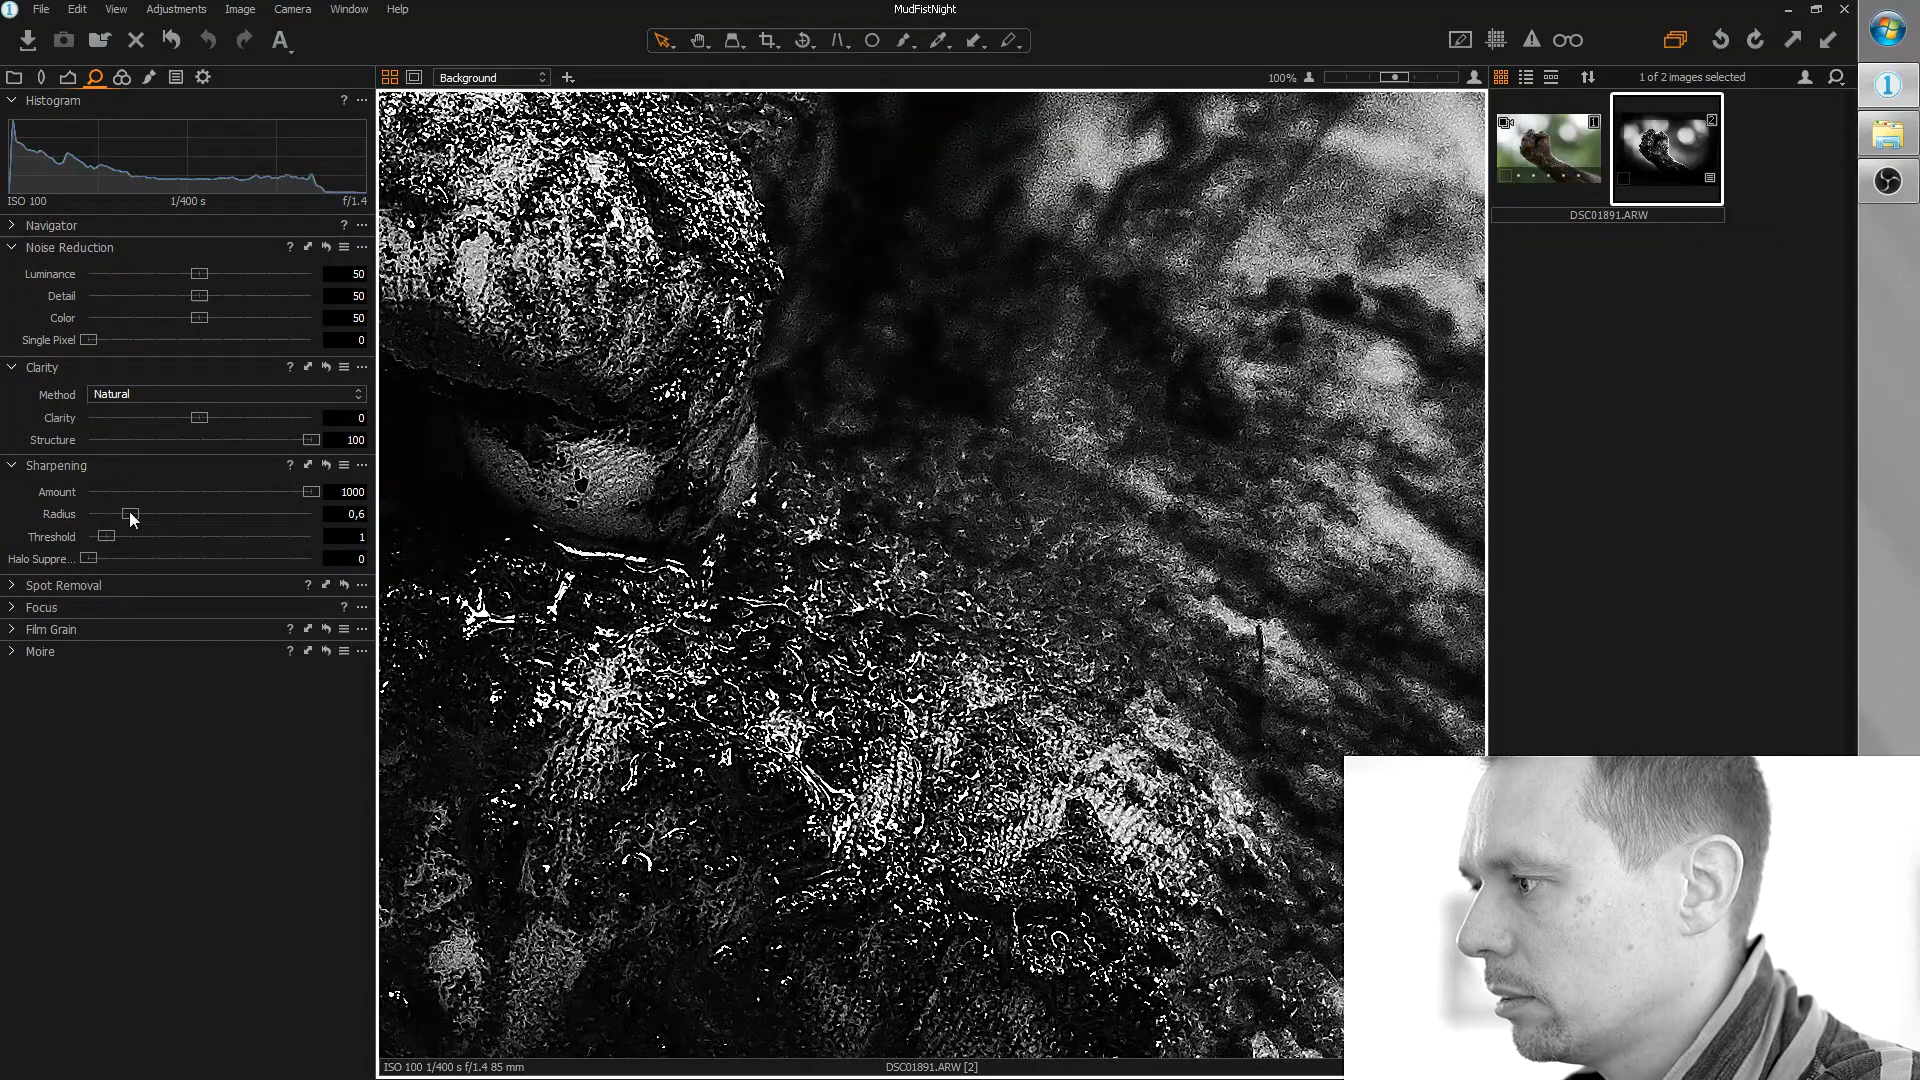 File Edit View Adjustments Image Camera Window Help
MudFistNight
A
Background
100%
1 of 2 images selected
Histogram
ISO 100 1/400 s f/1.4
Navigator
Noise Reduction
Luminance 50
Detail 50
Color 50
Single Pixel 0
Clarity
Method Natural
Clarity 0
Structure 100
Sharpening
Amount 1000
Radius 0,6
Threshold 1
Halo Suppre... 0
Spot Removal
Focus
Film Grain
Moire
1
2
DSC01891.ARW
ISO 100 1/400 s f/1.4 85 mm
DSC01891.ARW [2]